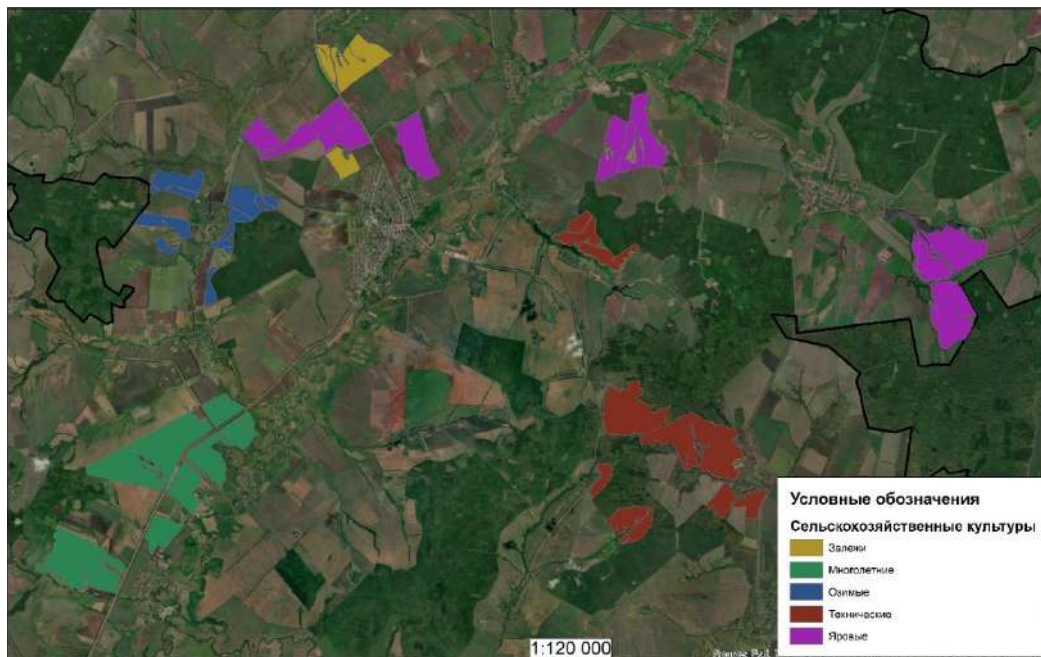 Условные обозначения
Сельскохозяйственные культуры
Залежи
Многолетние
Озимые
Технические
Яровые
1:120 000